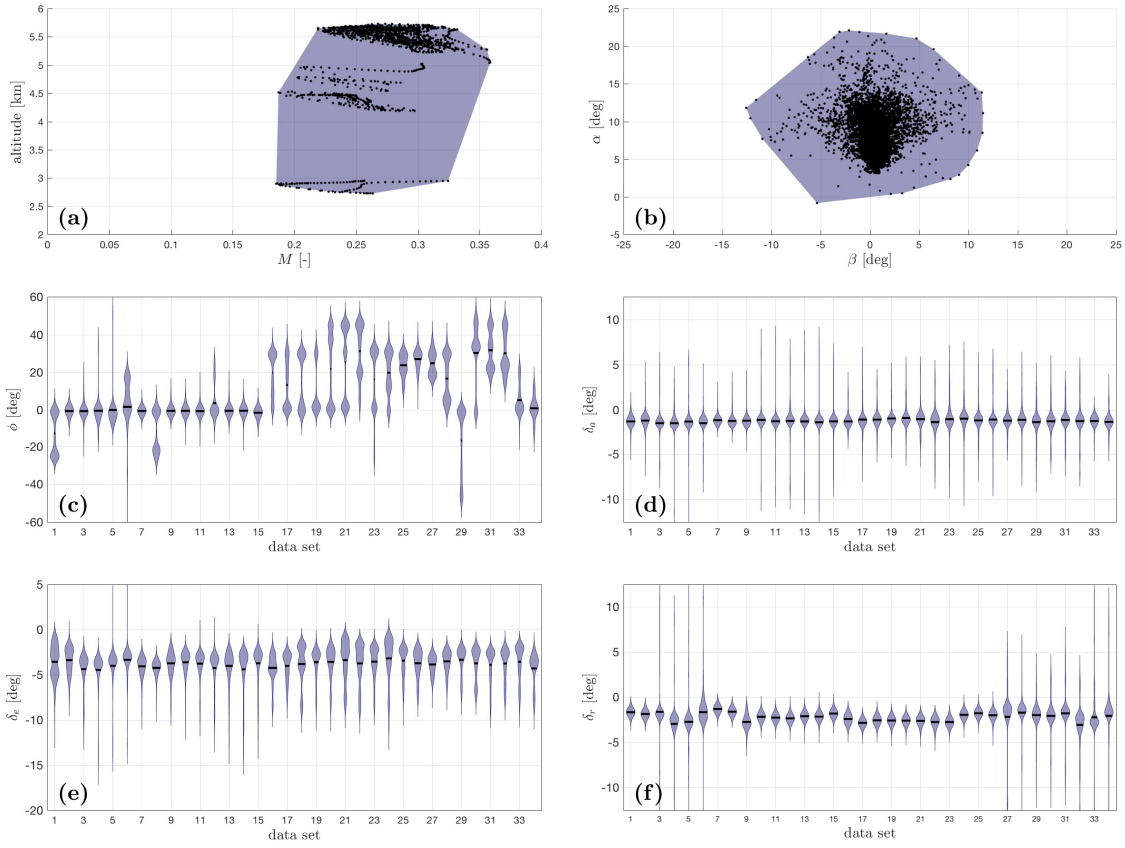 6
5.5
5
4.5
4
3.5
3
2.5
2
altitude [km]
(a)
0 0.05 0.1 0.15 0.2 0.25 0.3 0.35 0.4
M [-]
25
20
15
10
5
0
-5
α [deg]
(b)
-25 -20 -15 -10 -5 0 5 10 15 20 25
β [deg]
60
40
20
0
-20
-40
-60
ϕ [deg]
(c)
1 3 5 7 9 11 13 15 17 19 21 23 25 27 29 31 33
data set
10
5
0
-5
-10
δa [deg]
(d)
1 3 5 7 9 11 13 15 17 19 21 23 25 27 29 31 33
data set
5
0
-5
-10
-15
-20
δe [deg]
(e)
1 3 5 7 9 11 13 15 17 19 21 23 25 27 29 31 33
data set
10
5
0
-5
-10
δr [deg]
(f)
1 3 5 7 9 11 13 15 17 19 21 23 25 27 29 31 33
data set